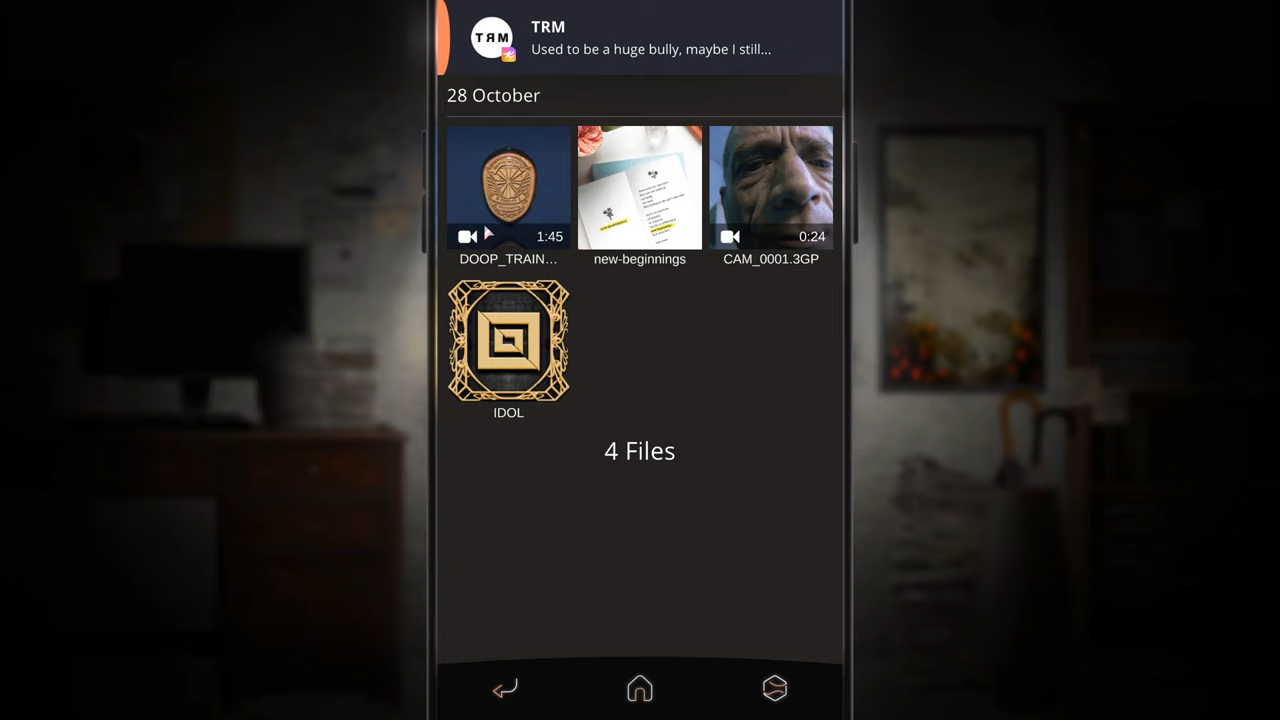 TЯM
TRM
Used to be a huge bully, maybe I still...
28 October
1:45
0:24
DOOP_TRAIN...
new-beginnings
CAM_0001.3GP
IDOL
4 Files